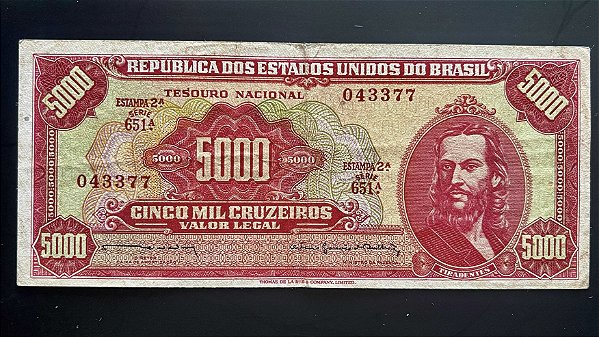 5000
REPÚBLICA DOS ESTADOS UNIDOS DO BRASIL
5000
TESOURO NACIONAL
043377
ESTAMPA 2ª
SÉRIE
651ª
5000
5000
5000
ESTAMPA 2ª
SÉRIE
651ª
043377
CINCO MIL CRUZEIROS
VALOR LEGAL
5000
5000
TIRADENTES
THOMAS DE LA RUE & COMPANY, LIMITED.